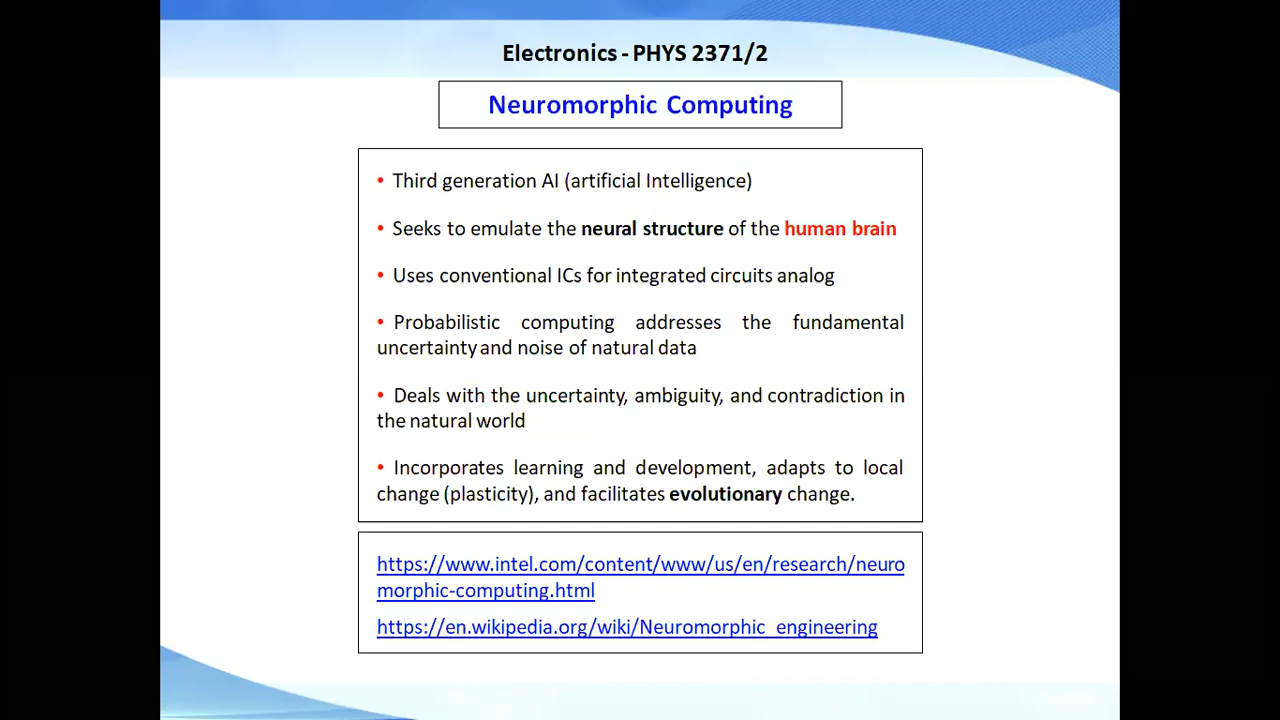 Electronics - PHYS 2371/2
Neuromorphic Computing
• Third generation AI (artificial Intelligence)
• Seeks to emulate the neural structure of the human brain
• Uses conventional ICs for integrated circuits analog
• Probabilistic computing addresses the fundamental
uncertainty and noise of natural data
• Deals with the uncertainty, ambiguity, and contradiction in
the natural world
• Incorporates learning and development, adapts to local
change (plasticity), and facilitates evolutionary change.
https://www.intel.com/content/www/us/en/research/neuro
morphic-computing.html
https://en.wikipedia.org/wiki/Neuromorphic_engineering